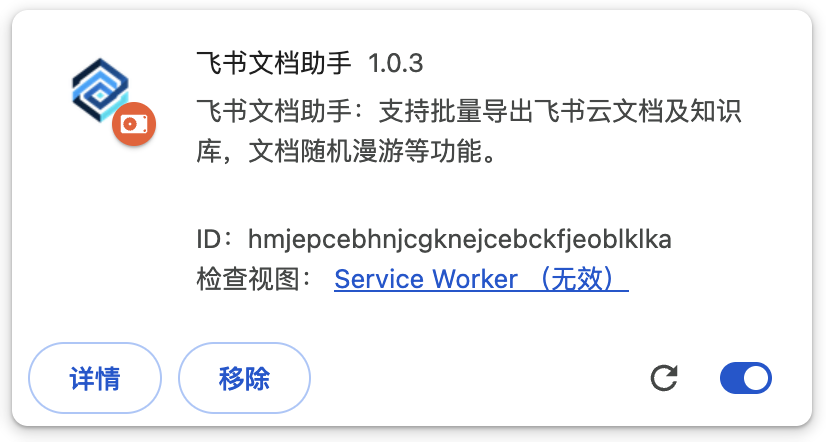 飞书文档助手 1.0.3
飞书文档助手：支持批量导出飞书云文档及知识
库，文档随机漫游等功能。
ID：hmjepcebhnjcgknejcebckfjeoblklka
检查视图： Service Worker （无效）
详情 移除